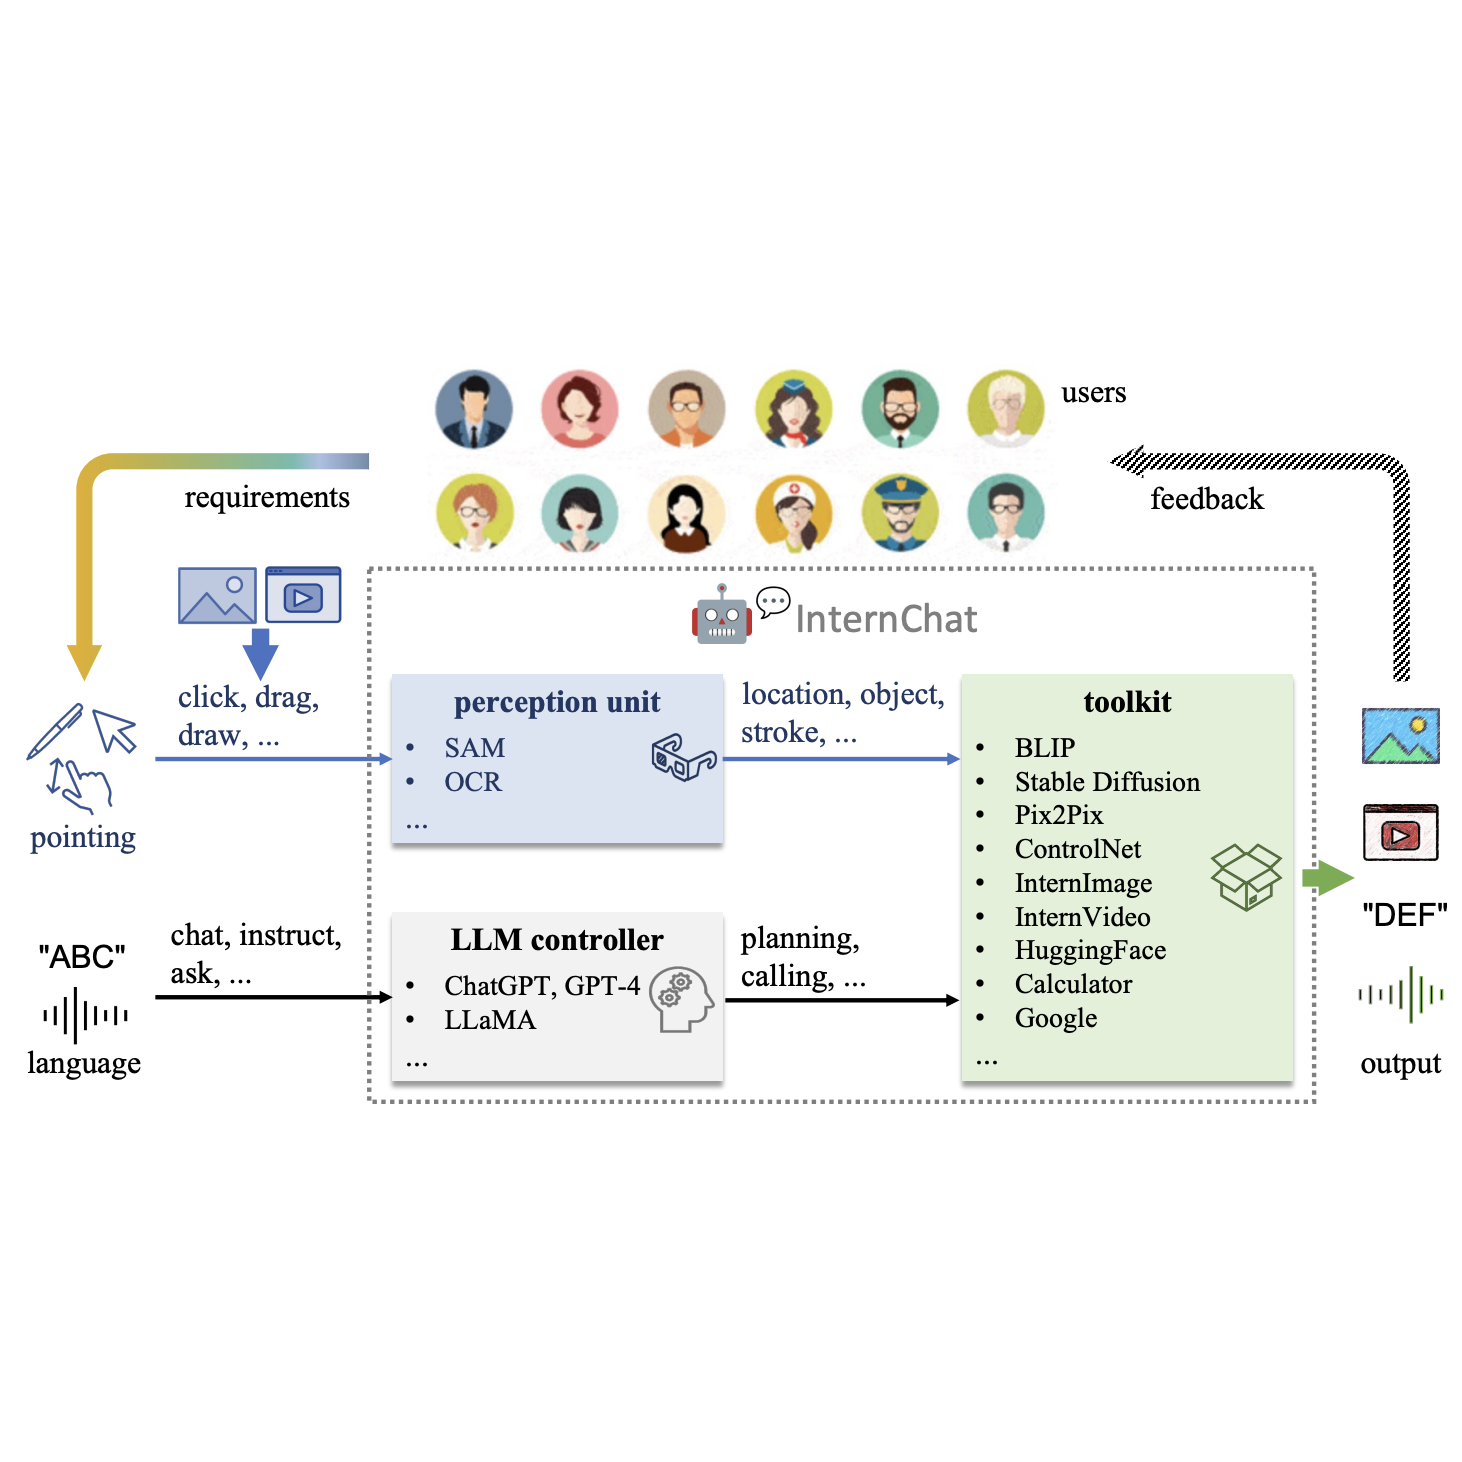 users
requirements
feedback
InternChat
click, drag,
draw, ...
pointing
perception unit
• SAM
• OCR
...
location, object,
stroke, ...
"ABC"
language
chat, instruct,
ask, ...
LLM controller
• ChatGPT, GPT-4
• LLaMA
...
planning,
calling, ...
toolkit
• BLIP
• Stable Diffusion
• Pix2Pix
• ControlNet
• InternImage
• InternVideo
• HuggingFace
• Calculator
• Google
...
"DEF"
output